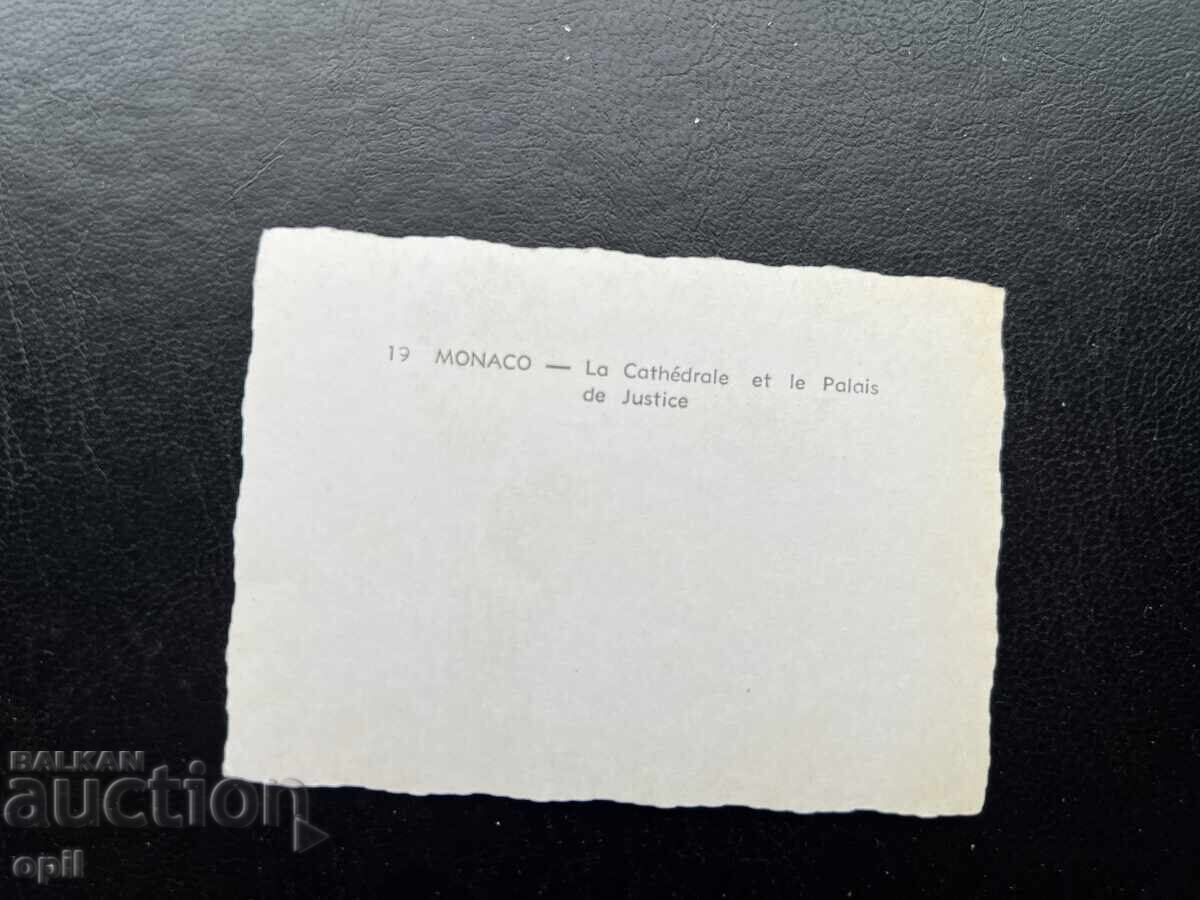 19 MONACO — La Cathédrale et le Palais
de Justice
BALKAN
auction
opil